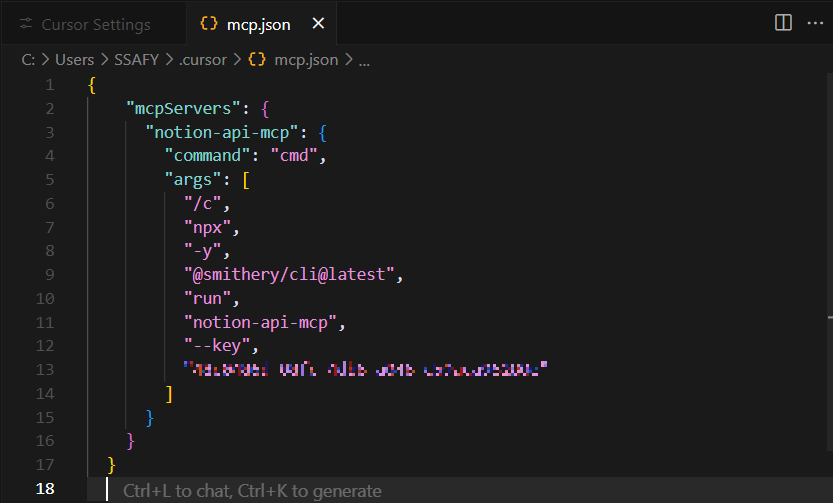 Cursor Settings {} mcp.json ✕ ...
C: > Users > SSAFY > .cursor > {} mcp.json > ...
1 {
2 "mcpServers": {
3 "notion-api-mcp": {
4 "command": "cmd",
5 "args": [
6 "/c",
7 "npx",
8 "-y",
9 "@smithery/cli@latest",
10 "run",
11 "notion-api-mcp",
12 "--key",
13
14 ]
15 }
16 }
17 }
18 Ctrl+L to chat, Ctrl+K to generate